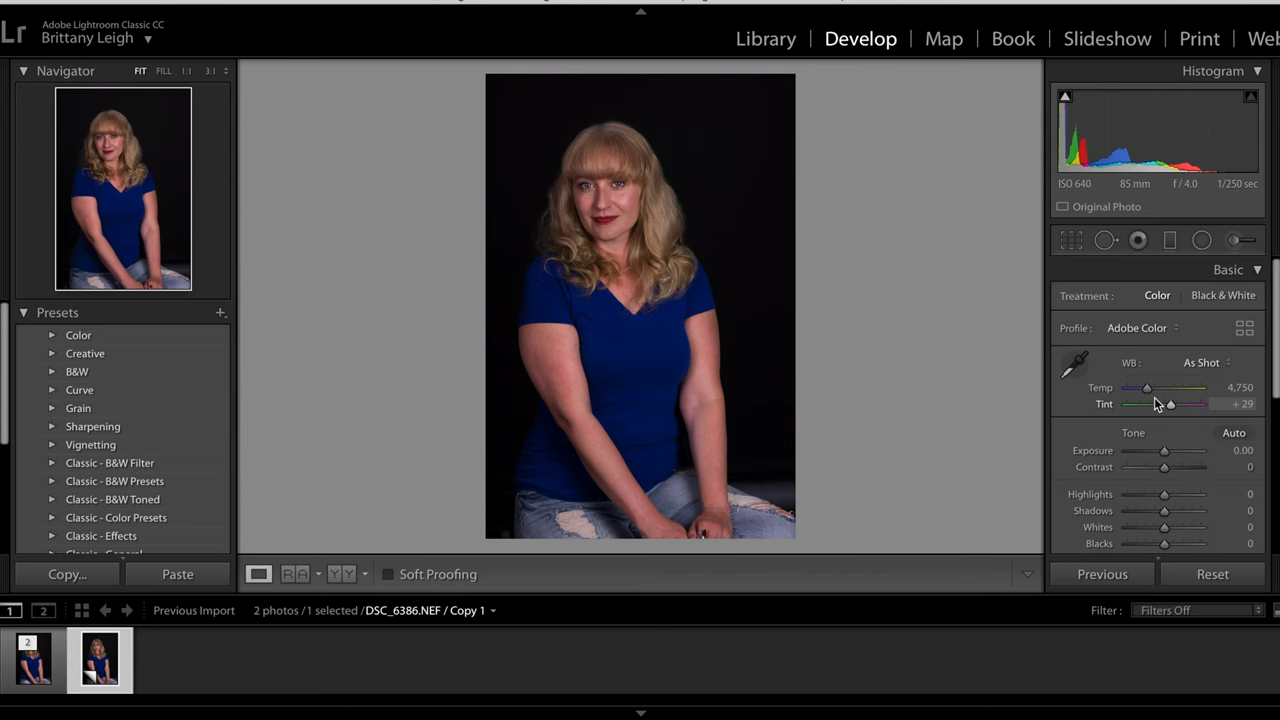 Adobe Lightroom Classic CC
Lr Brittany Leigh
Library | Develop | Map | Book | Slideshow | Print | Web
Navigator FIT FILL 1:1 3:1
Presets +
Color
Creative
B&W
Curve
Grain
Sharpening
Vignetting
Classic - B&W Filter
Classic - B&W Presets
Classic - B&W Toned
Classic - Color Presets
Classic - Effects
Copy... Paste
Histogram
ISO 640 85 mm f / 4.0 1/250 sec
Original Photo
Basic
Treatment : Color | Black & White
Profile : Adobe Color
WB : As Shot
Temp 4,750
Tint + 29
Tone Auto
Exposure 0.00
Contrast 0
Highlights 0
Shadows 0
Whites 0
Blacks 0
Previous Reset
RA YY Soft Proofing
1 2 Previous Import 2 photos / 1 selected / DSC_6386.NEF / Copy 1 Filter : Filters Off
2